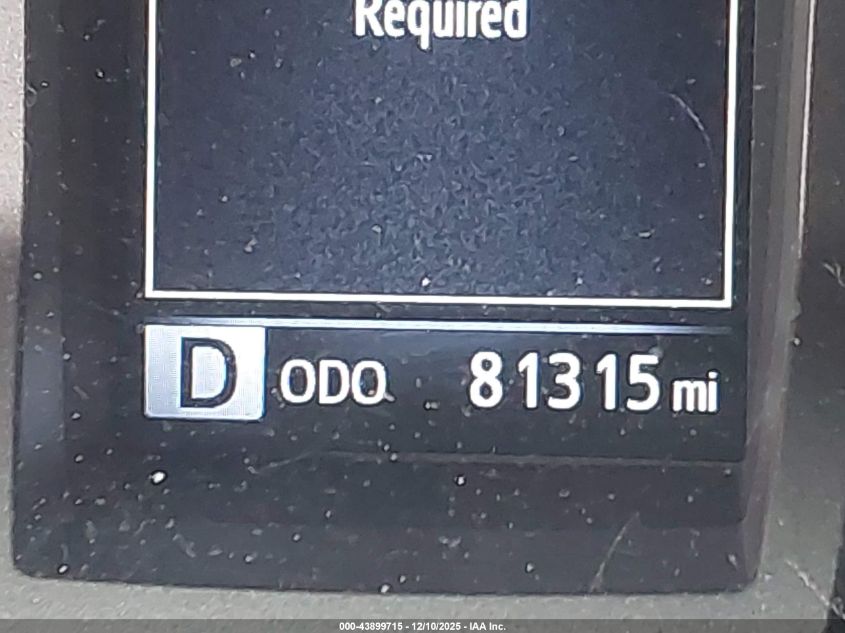 Required
D ODO 81315 mi
000-43899715 - 12/10/2025 - IAA Inc.